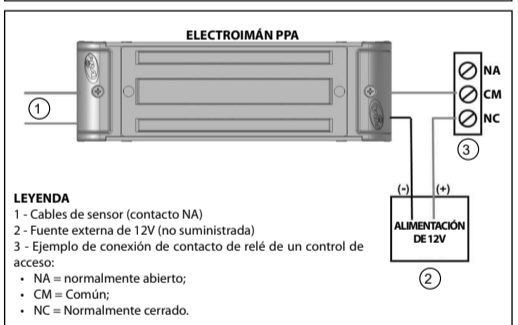 ELECTROIMÁN PPA
NA
CM
NC
1
3
(-)
(+)
ALIMENTACIÓN
DE 12V
2
LEYENDA
1 - Cables de sensor (contacto NA)
2 - Fuente externa de 12V (no suministrada)
3 - Ejemplo de conexión de contacto de relé de un control de
acceso:
• NA = normalmente abierto;
• CM = Común;
• NC = Normalmente cerrado.